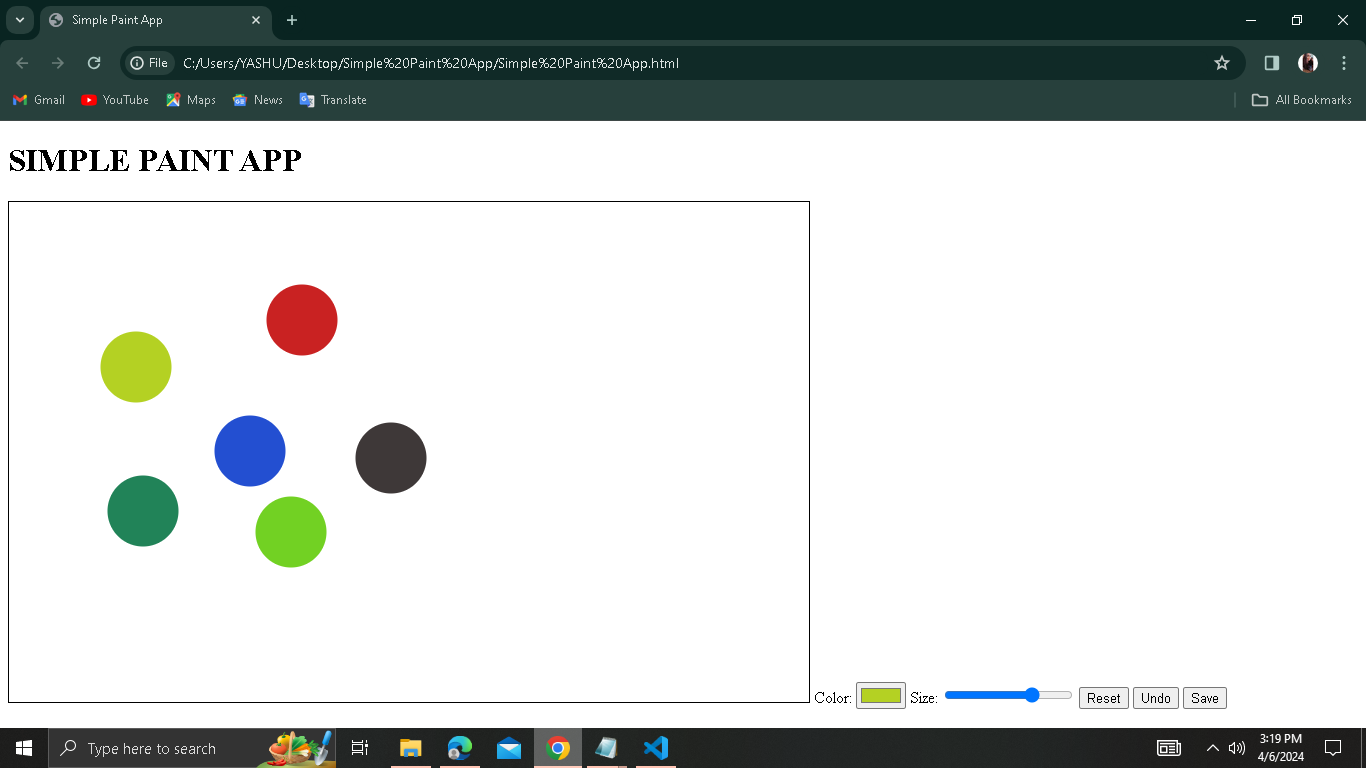 Simple Paint App
File C:/Users/YASHU/Desktop/Simple%20Paint%20App/Simple%20Paint%20App.html
Gmail YouTube Maps News Translate All Bookmarks
SIMPLE PAINT APP
Color: Size: Reset Undo Save
Type here to search
3:19 PM
4/6/2024